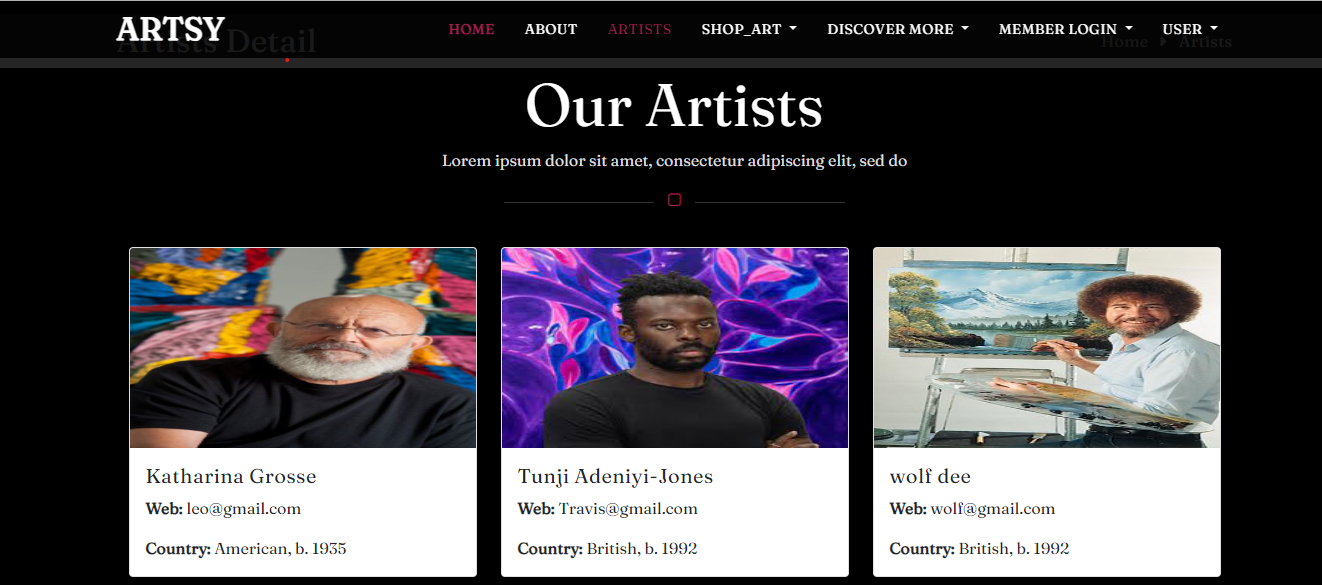 ARTSY HOME ABOUT ARTISTS SHOP_ART DISCOVER MORE MEMBER LOGIN USER
Artists Detail Home Artists
Our Artists
Lorem ipsum dolor sit amet, consectetur adipiscing elit, sed do
Katharina Grosse
Web: leo@gmail.com
Country: American, b. 1935
Tunji Adeniyi-Jones
Web: Travis@gmail.com
Country: British, b. 1992
wolf dee
Web: wolf@gmail.com
Country: British, b. 1992